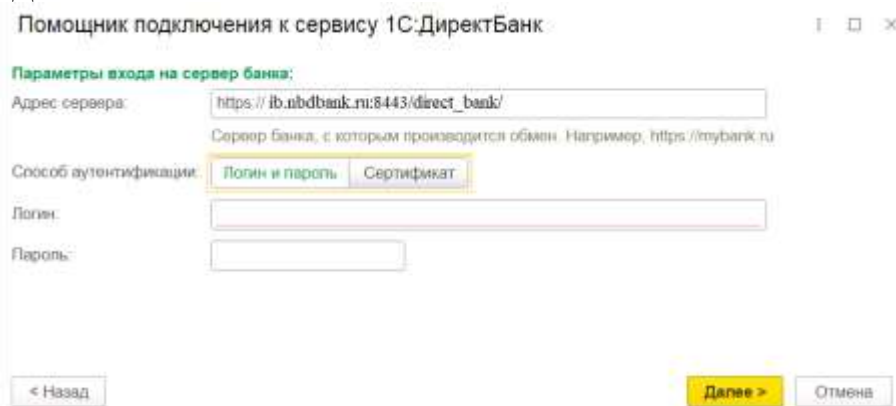 Помощник подключения к сервису 1С:ДиректБанк
Параметры входа на сервер банка:
Адрес сервера: https:// ib.nbdbank.ru:8443/direct_bank/
Сервер банка, с которым производится обмен. Например, https://mybank.ru
Способ аутентификации: Логин и пароль Сертификат
Логин:
Пароль:
< Назад Далее > Отмена